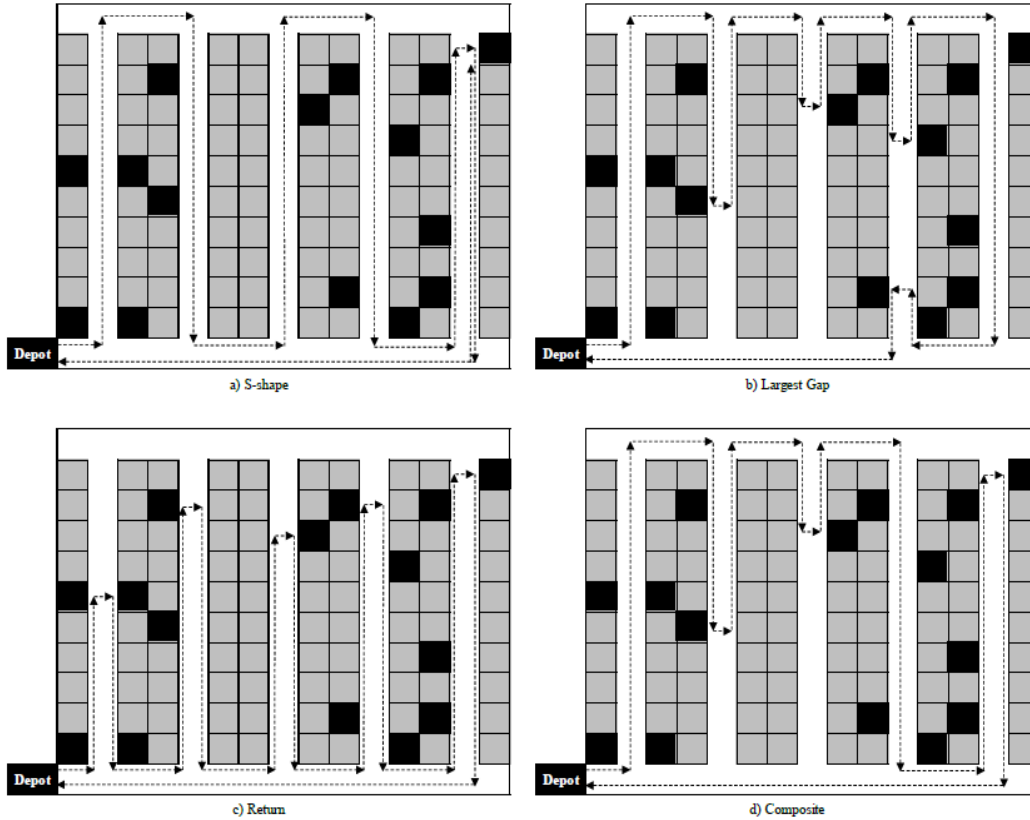 Depot
Depot
a) S-shape
b) Largest Gap
Depot
Depot
c) Return
d) Composite